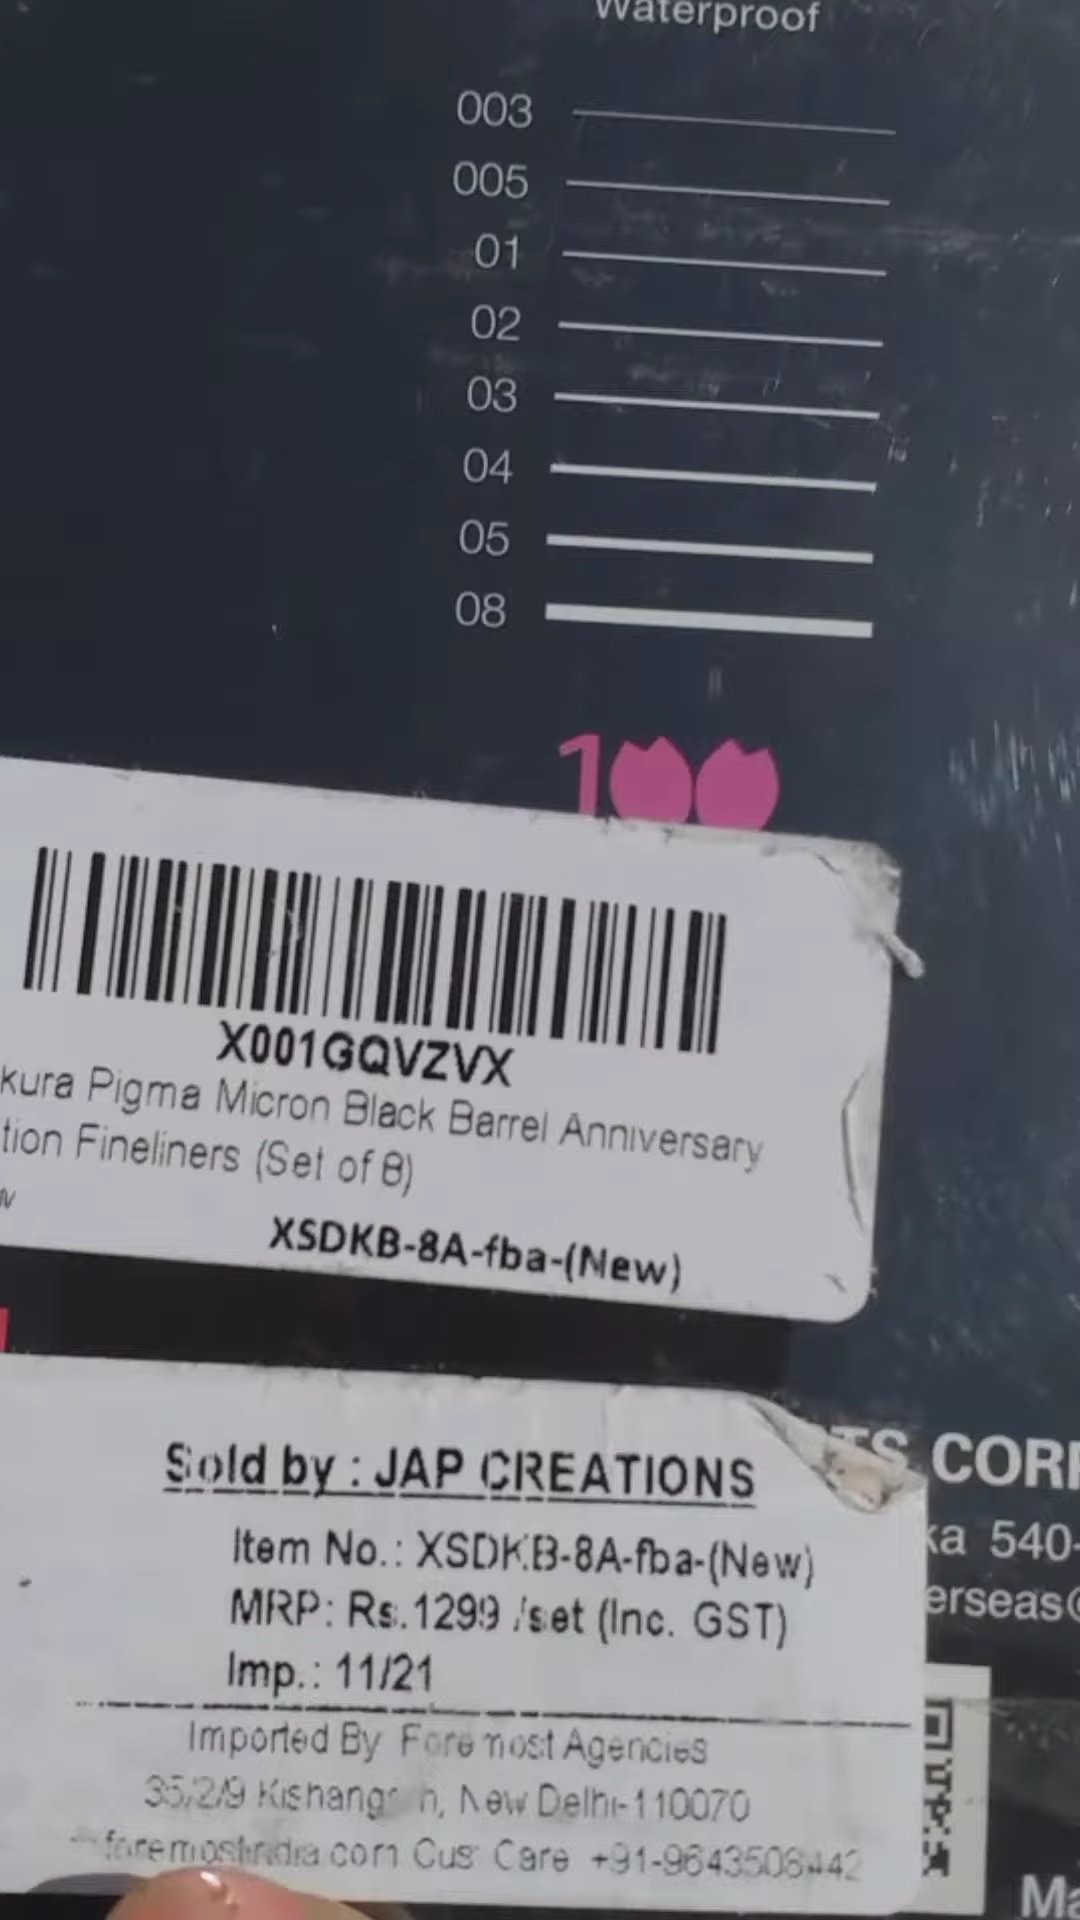 Waterproof
003
005
01
02
03
04
05
08
100
X001GQVZVX
kura Pigma Micron Black Barrel Anniversary
tion Fineliners (Set of 8)
XSDKB-8A-fba-(New)
TS CORP
Sold by : JAP CREATIONS
ka 540-
Item No.: XSDKB-8A-fba-(New)
erseas@
MRP: Rs.1299 /set (Inc. GST)
Imp.: 11/21
Imported By Foremost Agencies
35/2/9 New Delhi-110070
foremostindia.com Cus Care +91-9643508442
Ma